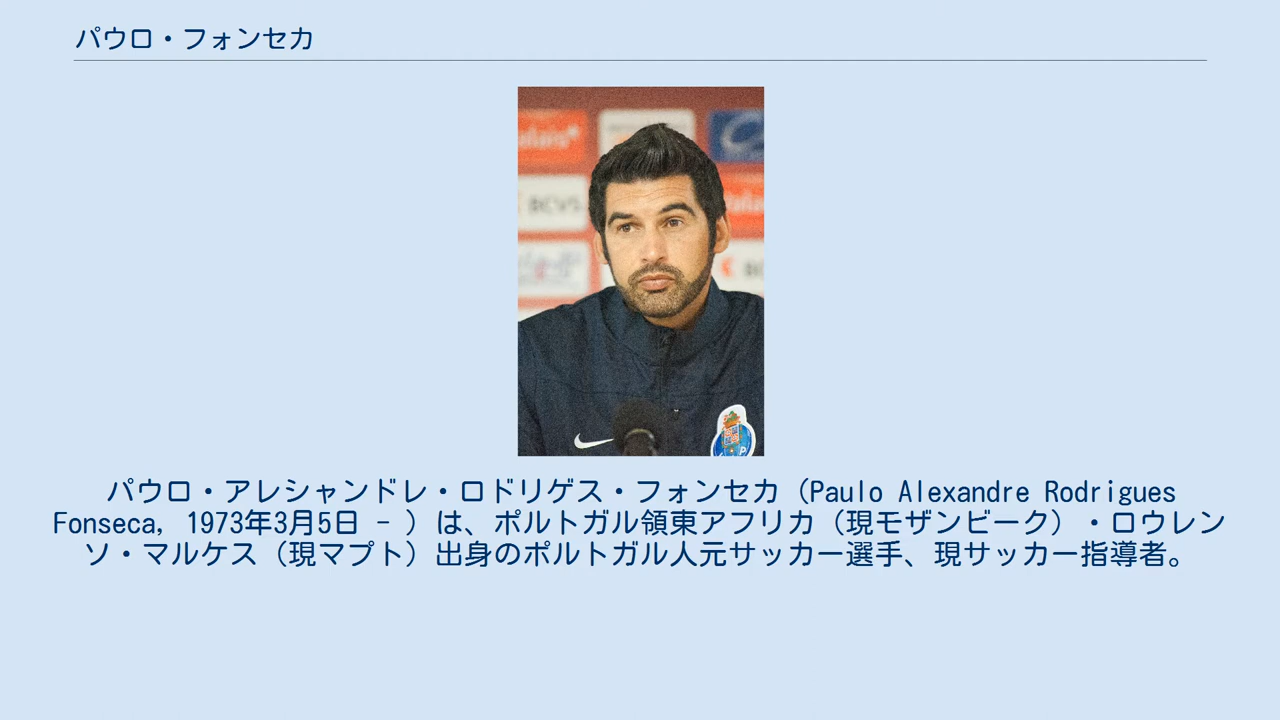 パウロ・フォンセカ
BCVS
パウロ・アレシャンドレ・ロドリゲス・フォンセカ（Paulo Alexandre Rodrigues
Fonseca, 1973年3月5日 - ）は、ポルトガル領東アフリカ（現モザンビーク）・ロウレン
ソ・マルケス（現マプト）出身のポルトガル人元サッカー選手、現サッカー指導者。